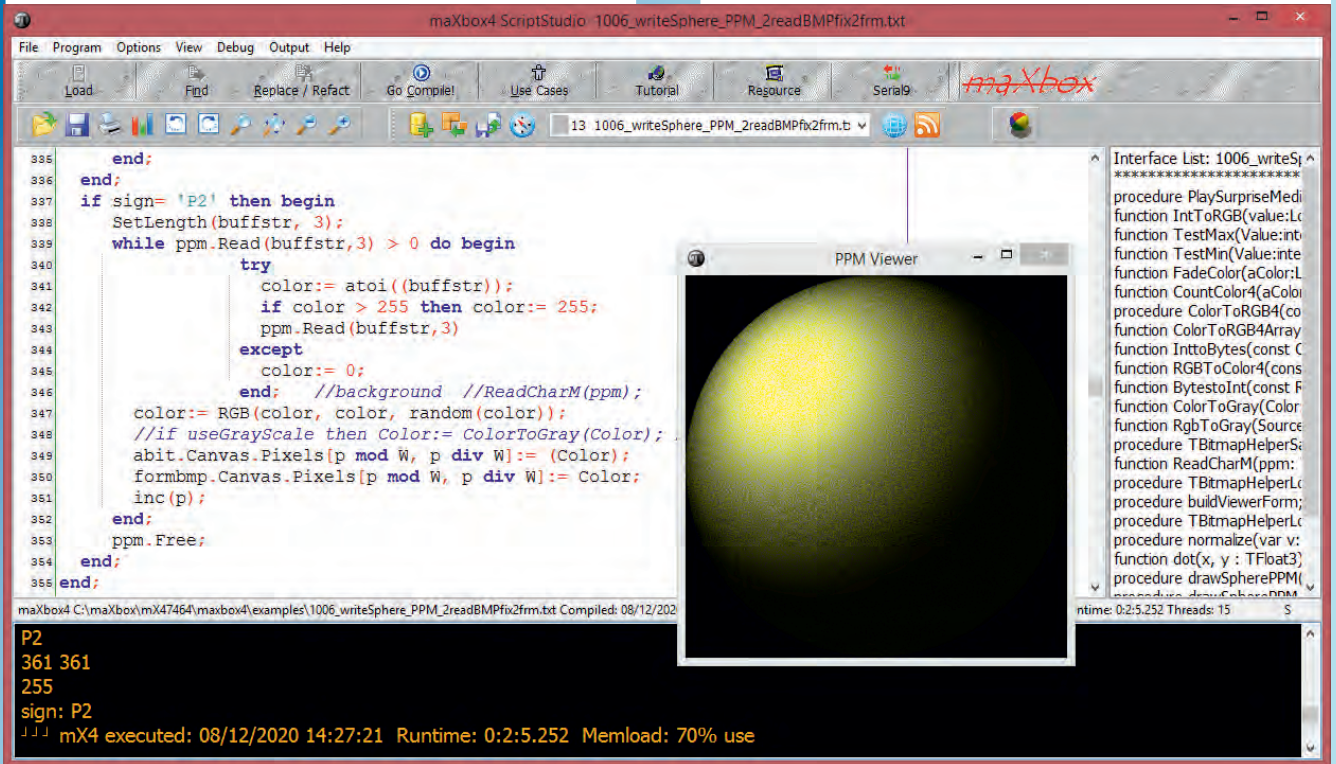 maXbox4 ScriptStudio 1006_writeSphere_PPM_2readBMPfix2frm.txt
File Program Options View Debug Output Help
Load Find Replace / Refact Go Compile! Use Cases Tutorial Resource Serial9 maXbox
13 1006_writeSphere_PPM_2readBMPfix2frm.t
335 end;
336 end;
337 if sign= 'P2' then begin
338 SetLength(buffstr, 3);
339 while ppm.Read(buffstr,3) > 0 do begin
340 try
341 color:= atoi((buffstr));
342 if color > 255 then color:= 255;
343 ppm.Read(buffstr,3)
344 except
345 color:= 0;
346 end; //background //ReadCharM(ppm);
347 color:= RGB(color, color, random(color));
348 //if useGrayScale then Color:= ColorToGray(Color);
349 abit.Canvas.Pixels[p mod W, p div W]:= (Color);
350 formbmp.Canvas.Pixels[p mod W, p div W]:= Color;
351 inc(p);
352 end;
353 ppm.Free;
354 end;
355 end;
PPM Viewer
Interface List: 1006_writeSp
************************
procedure PlaySurpriseMedi
function IntToRGB(value:Lo
function TestMax(Value:inte
function TestMin(Value:inte
function FadeColor(aColor:L
function CountColor4(aColor
procedure ColorToRGB4(co
function ColorToRGB4Array
function InttoBytes(const C
function RGBToColor4(cons
function BytestoInt(const R
function ColorToGray(Color
function RgbToGray(Source
procedure TBitmapHelperSa
function ReadCharM(ppm:
procedure TBitmapHelperLo
procedure buildViewerForm;
procedure TBitmapHelperLo
procedure normalize(var v:
function dot(x, y : TFloat3)
procedure drawSpherePPM(
procedure drawSpherePPM
maXbox4 C:\maXbox\mX47464\maxbox4\examples\1006_writeSphere_PPM_2readBMPfix2frm.txt Compiled: 08/12/202 ntime: 0:2:5.252 Threads: 15 S
P2
361 361
255
sign: P2
mX4 executed: 08/12/2020 14:27:21 Runtime: 0:2:5.252 Memload: 70% use